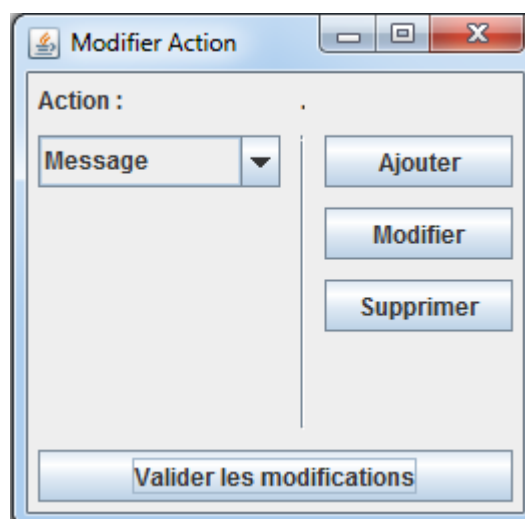 Modifier Action
Action : .
Message
Ajouter
Modifier
Supprimer
Valider les modifications